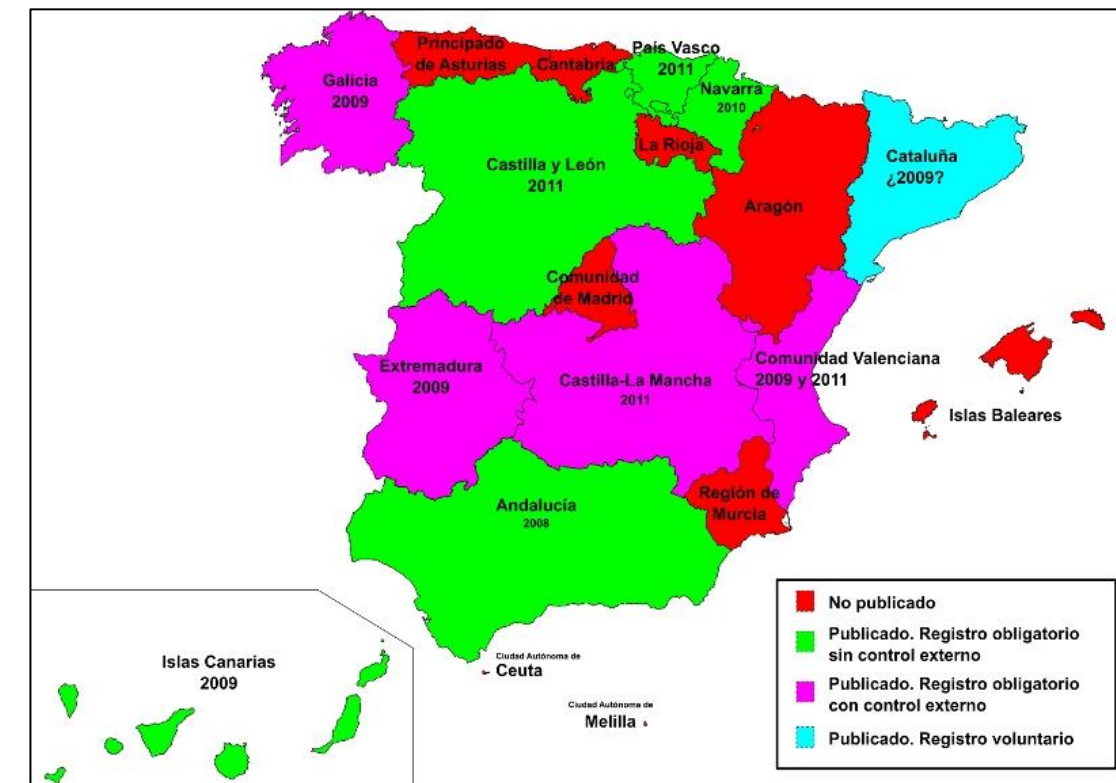 Principado
de Asturias
Cantabria
País Vasco
2011
Galicia
2009
Navarra
2010
La Rioja
Castilla y León
2011
Cataluña
¿2009?
Aragón
Comunidad
de Madrid
Extremadura
2009
Castilla-La Mancha
2011
Comunidad Valenciana
2009 y 2011
Islas Baleares
Región de
Murcia
Andalucía
2008
Islas Canarias
2009
Ciudad Autónoma de
Ceuta
Ciudad Autónoma de
Melilla
No publicado
Publicado. Registro obligatorio
sin control externo
Publicado. Registro obligatorio
con control externo
Publicado. Registro voluntario